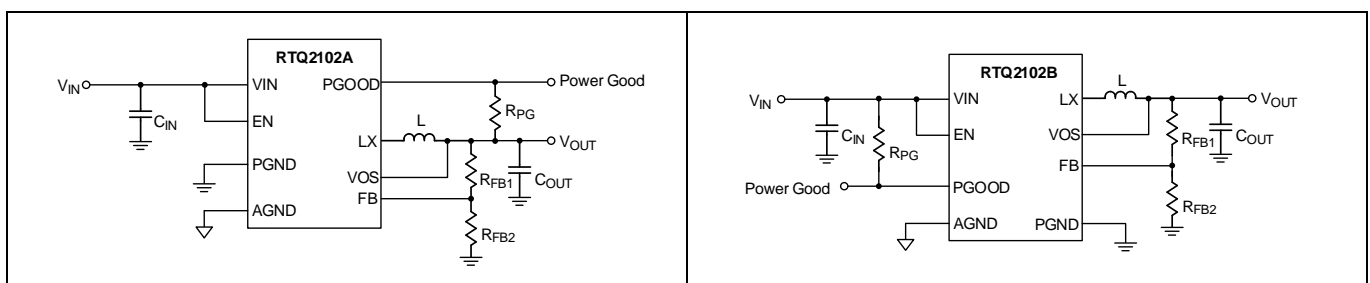 RTQ2102A
VIN
CIN
VIN
EN
PGND
AGND
PGOOD
LX
VOS
FB
L
RPG
Power Good
VOUT
RFB1
COUT
RFB2
RTQ2102B
VIN
CIN
RPG
Power Good
VIN
EN
PGOOD
AGND
LX
VOS
FB
PGND
L
VOUT
RFB1
COUT
RFB2